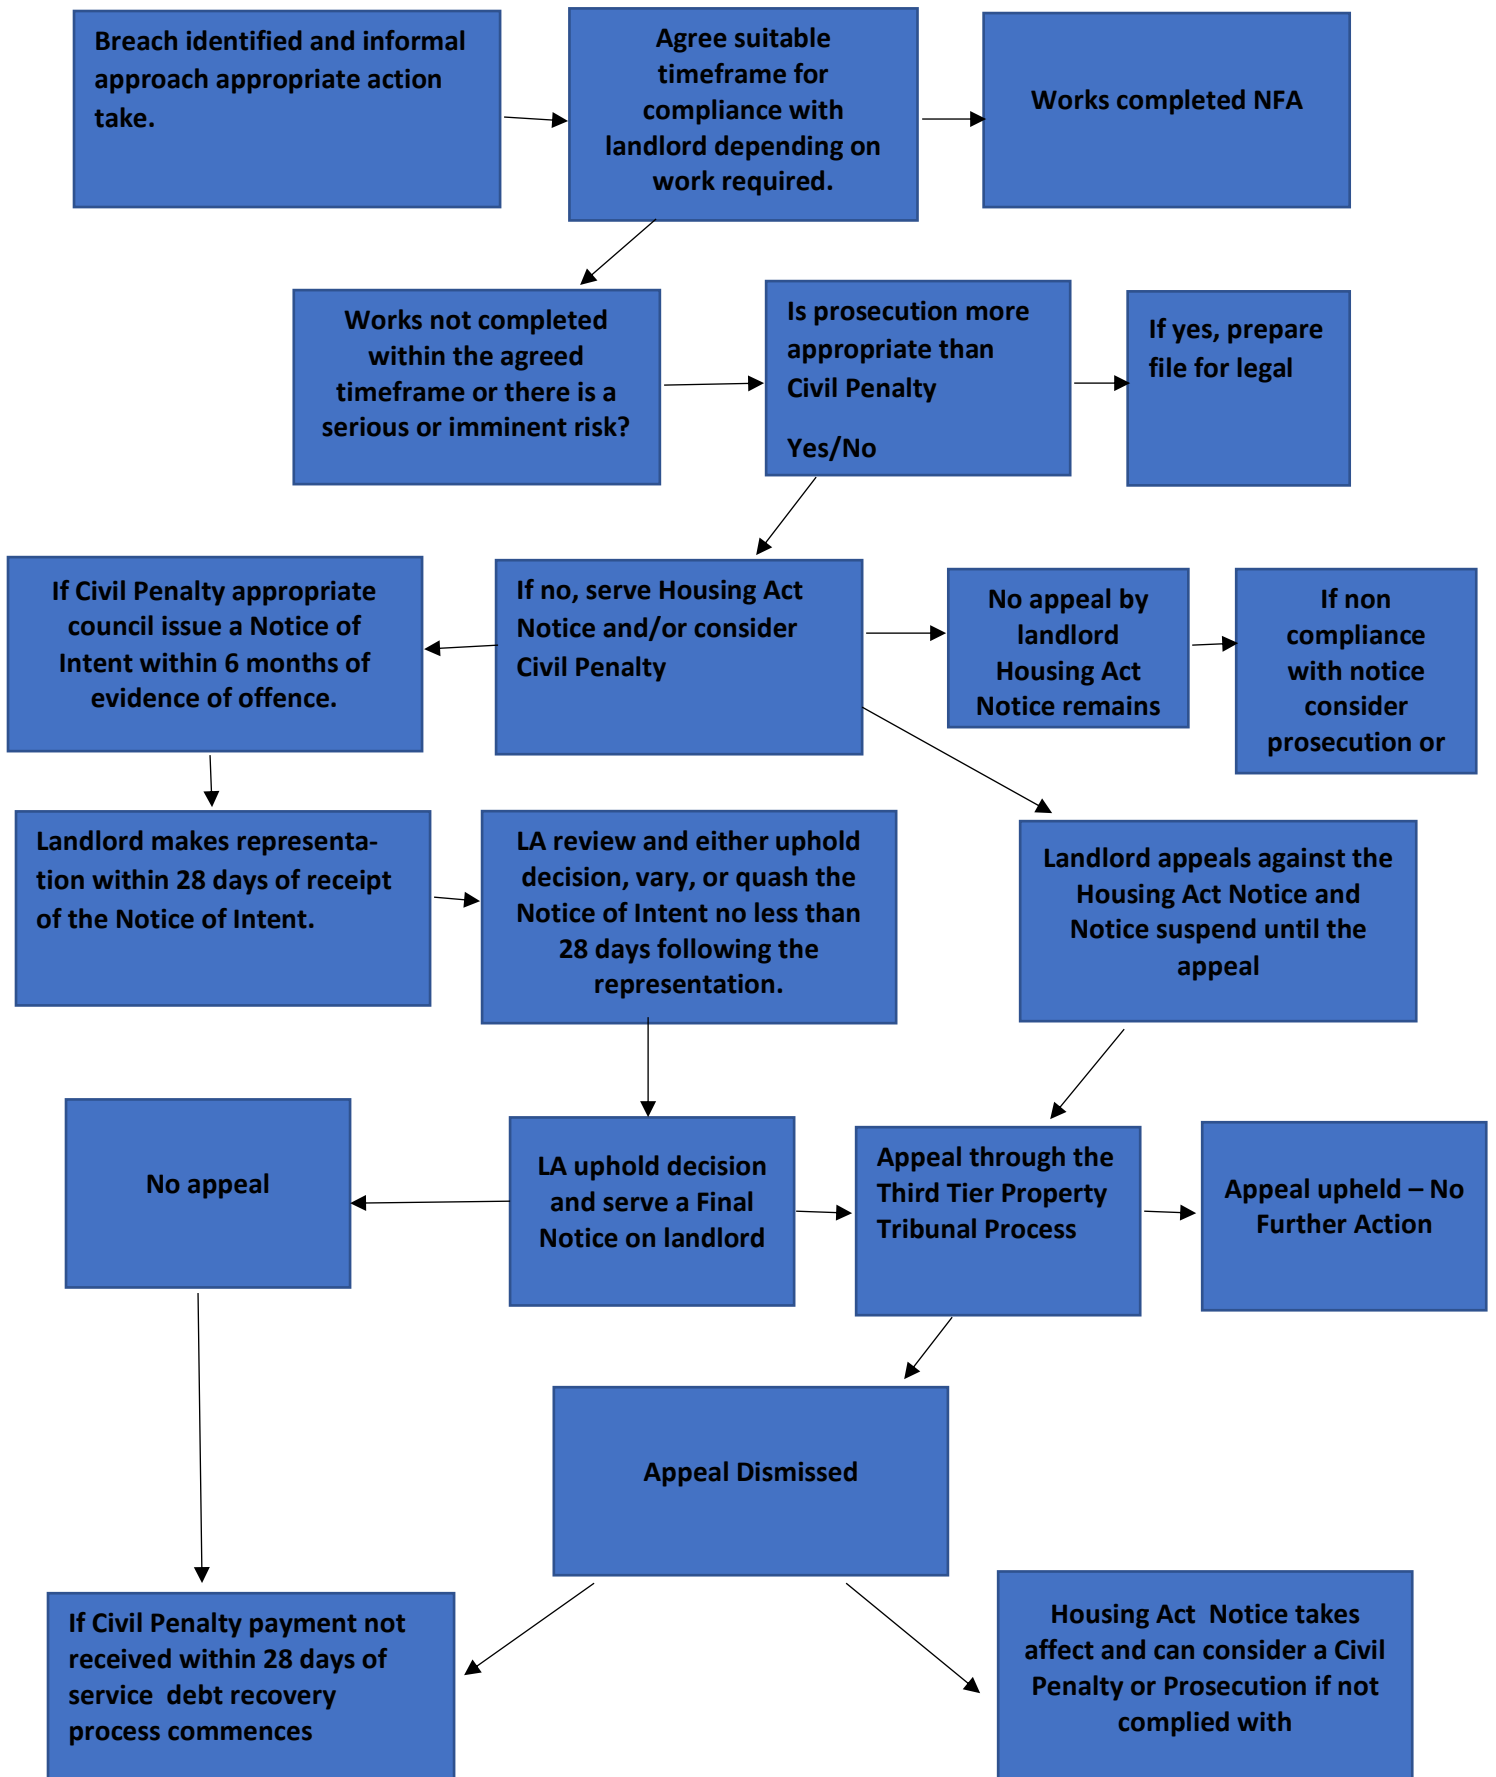 Breach identified and informal
approach appropriate action
take.
Agree suitable
timeframe for
compliance with
landlord depending on
work required.
Works completed NFA
Works not completed
within the agreed
timeframe or there is a
serious or imminent risk?
Is prosecution more
appropriate than
Civil Penalty
Yes/No
If yes, prepare
file for legal
If Civil Penalty appropriate
council issue a Notice of
Intent within 6 months of
evidence of offence.
If no, serve Housing Act
Notice and/or consider
Civil Penalty
No appeal by
landlord
Housing Act
Notice remains
If non
compliance
with notice
consider
prosecution or
Landlord makes representa-
tion within 28 days of receipt
of the Notice of Intent.
LA review and either uphold
decision, vary, or quash the
Notice of Intent no less than
28 days following the
representation.
Landlord appeals against the
Housing Act Notice and
Notice suspend until the
appeal
No appeal
LA uphold decision
and serve a Final
Notice on landlord
Appeal through the
Third Tier Property
Tribunal Process
Appeal upheld – No
Further Action
Appeal Dismissed
If Civil Penalty payment not
received within 28 days of
service  debt recovery
process commences
Housing Act  Notice takes
affect and can consider a Civil
Penalty or Prosecution if not
complied with